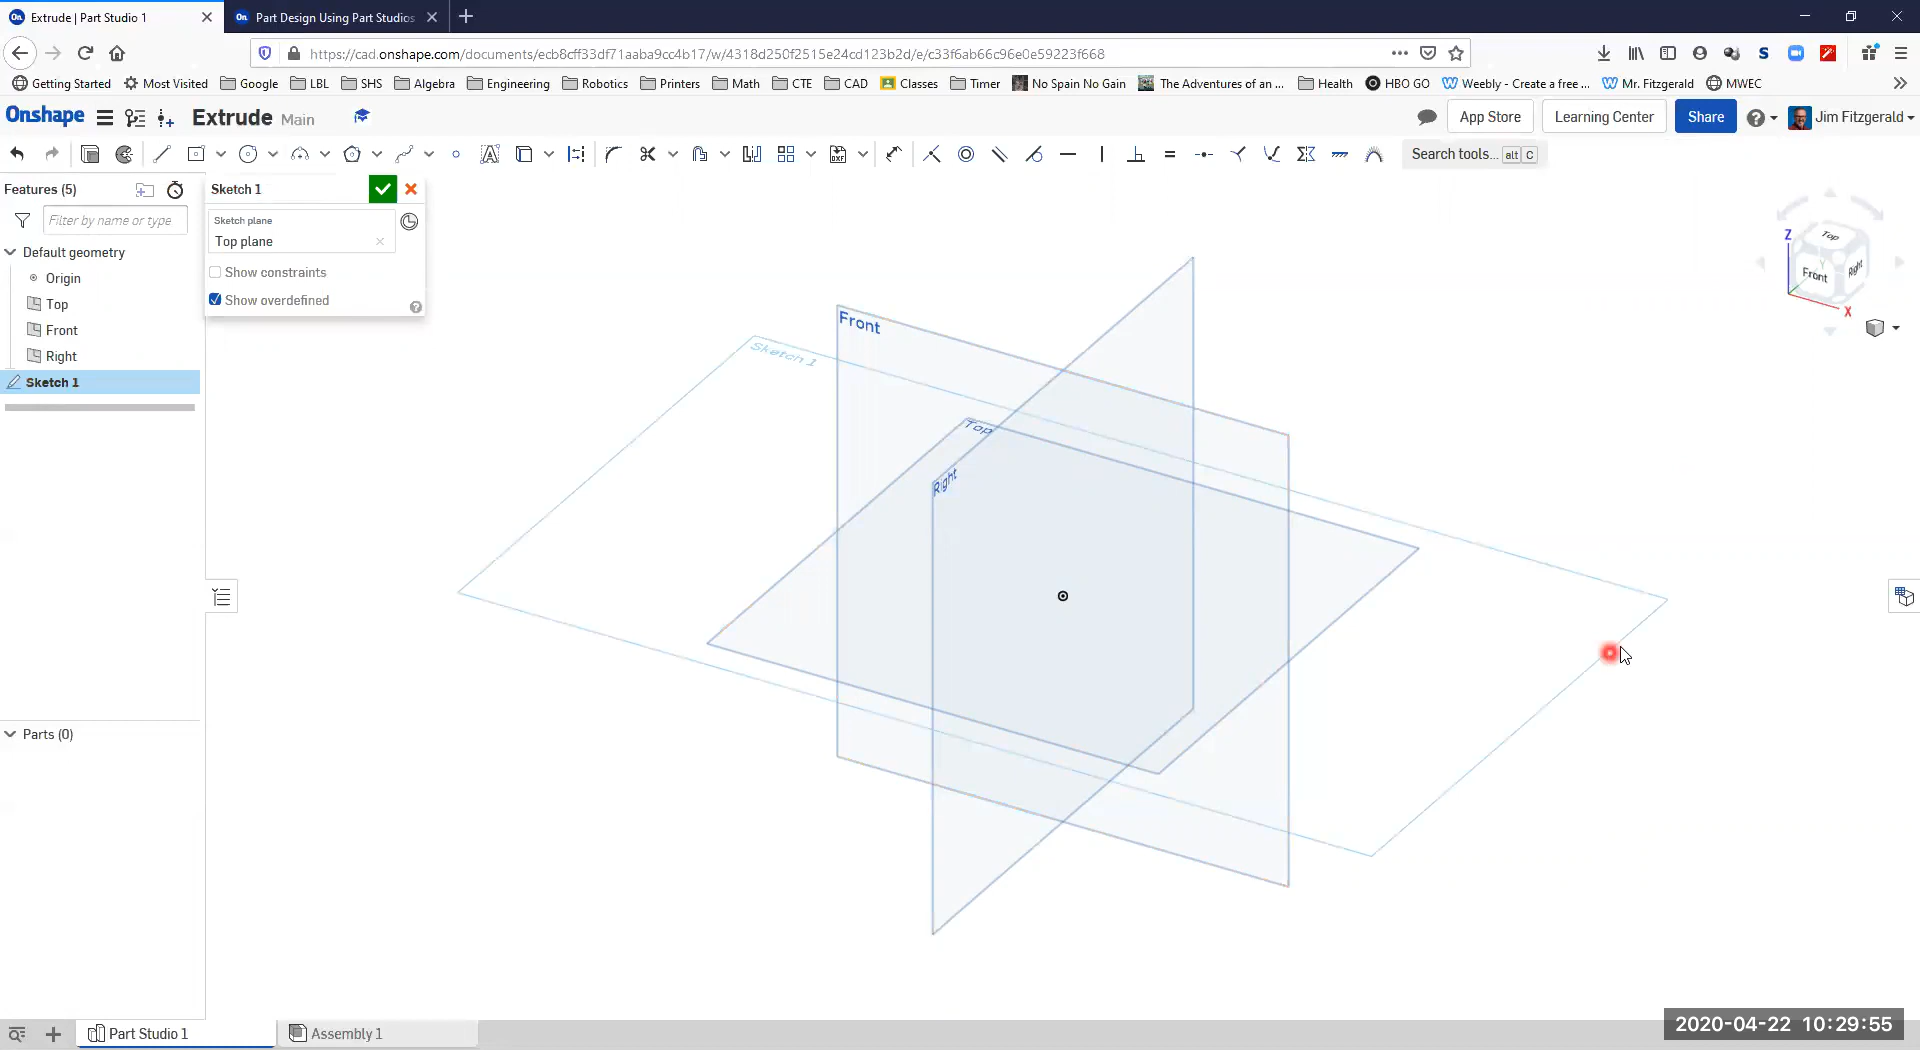 Extrude | Part Studio 1
Part Design Using Part Studios
https://cad.onshape.com/documents/ecb8cff33df71aaba9cc4b17/w/4318d250f2515e24cd123b2d/e/c33f6ab66c96e0e59223f668
Getting Started Most Visited Google LBL SHS Algebra Engineering Robotics Printers Math CTE CAD Classes Timer No Spain No Gain The Adventures of an ... Health HBO GO Weebly - Create a free ... Mr. Fitzgerald MWEC
Onshape Extrude Main App Store Learning Center Share Jim Fitzgerald
Search tools... alt C
Features (5)
Filter by name or type
Default geometry
Origin
Top
Front
Right
Sketch 1
Parts (0)
Sketch 1
Sketch plane
Top plane
Show constraints
Show overdefined
Front
Sketch 1
Top
Right
Z
Top
Front
Right
Y
X
Part Studio 1
Assembly 1
2020-04-22 10:29:55